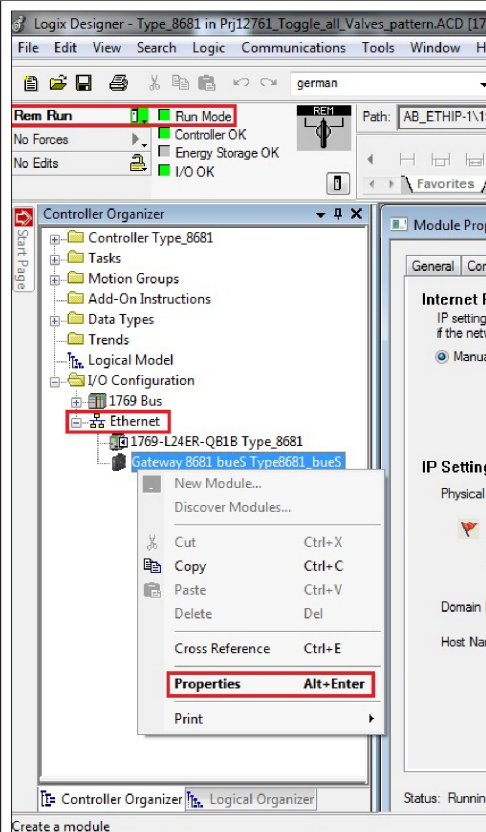 Logix Designer - Type_8681 in Prj12761_Toggle_all_Valves_pattern.ACD [17
File Edit View Search Logic Communications Tools Window H
german
Rem Run
Run Mode
No Forces
Controller OK
Energy Storage OK
No Edits
I/O OK
REM
Path: AB_ETHIP-1\1
Favorites
Start Page
Controller Organizer
Controller Type_8681
Tasks
Motion Groups
Add-On Instructions
Data Types
Trends
Logical Model
I/O Configuration
1769 Bus
Ethernet
1769-L24ER-QB1B Type_8681
Gateway 8681 bueS Type8681_bueS
New Module...
Discover Modules...
Cut Ctrl+X
Copy Ctrl+C
Paste Ctrl+V
Delete Del
Cross Reference Ctrl+E
Properties Alt+Enter
Print
Controller Organizer Logical Organizer
Module Prop
General Con
Internet P
IP setting
if the netw
Manua
IP Setting
Physical
Domain
Host Nam
Status: Runnin
Create a module